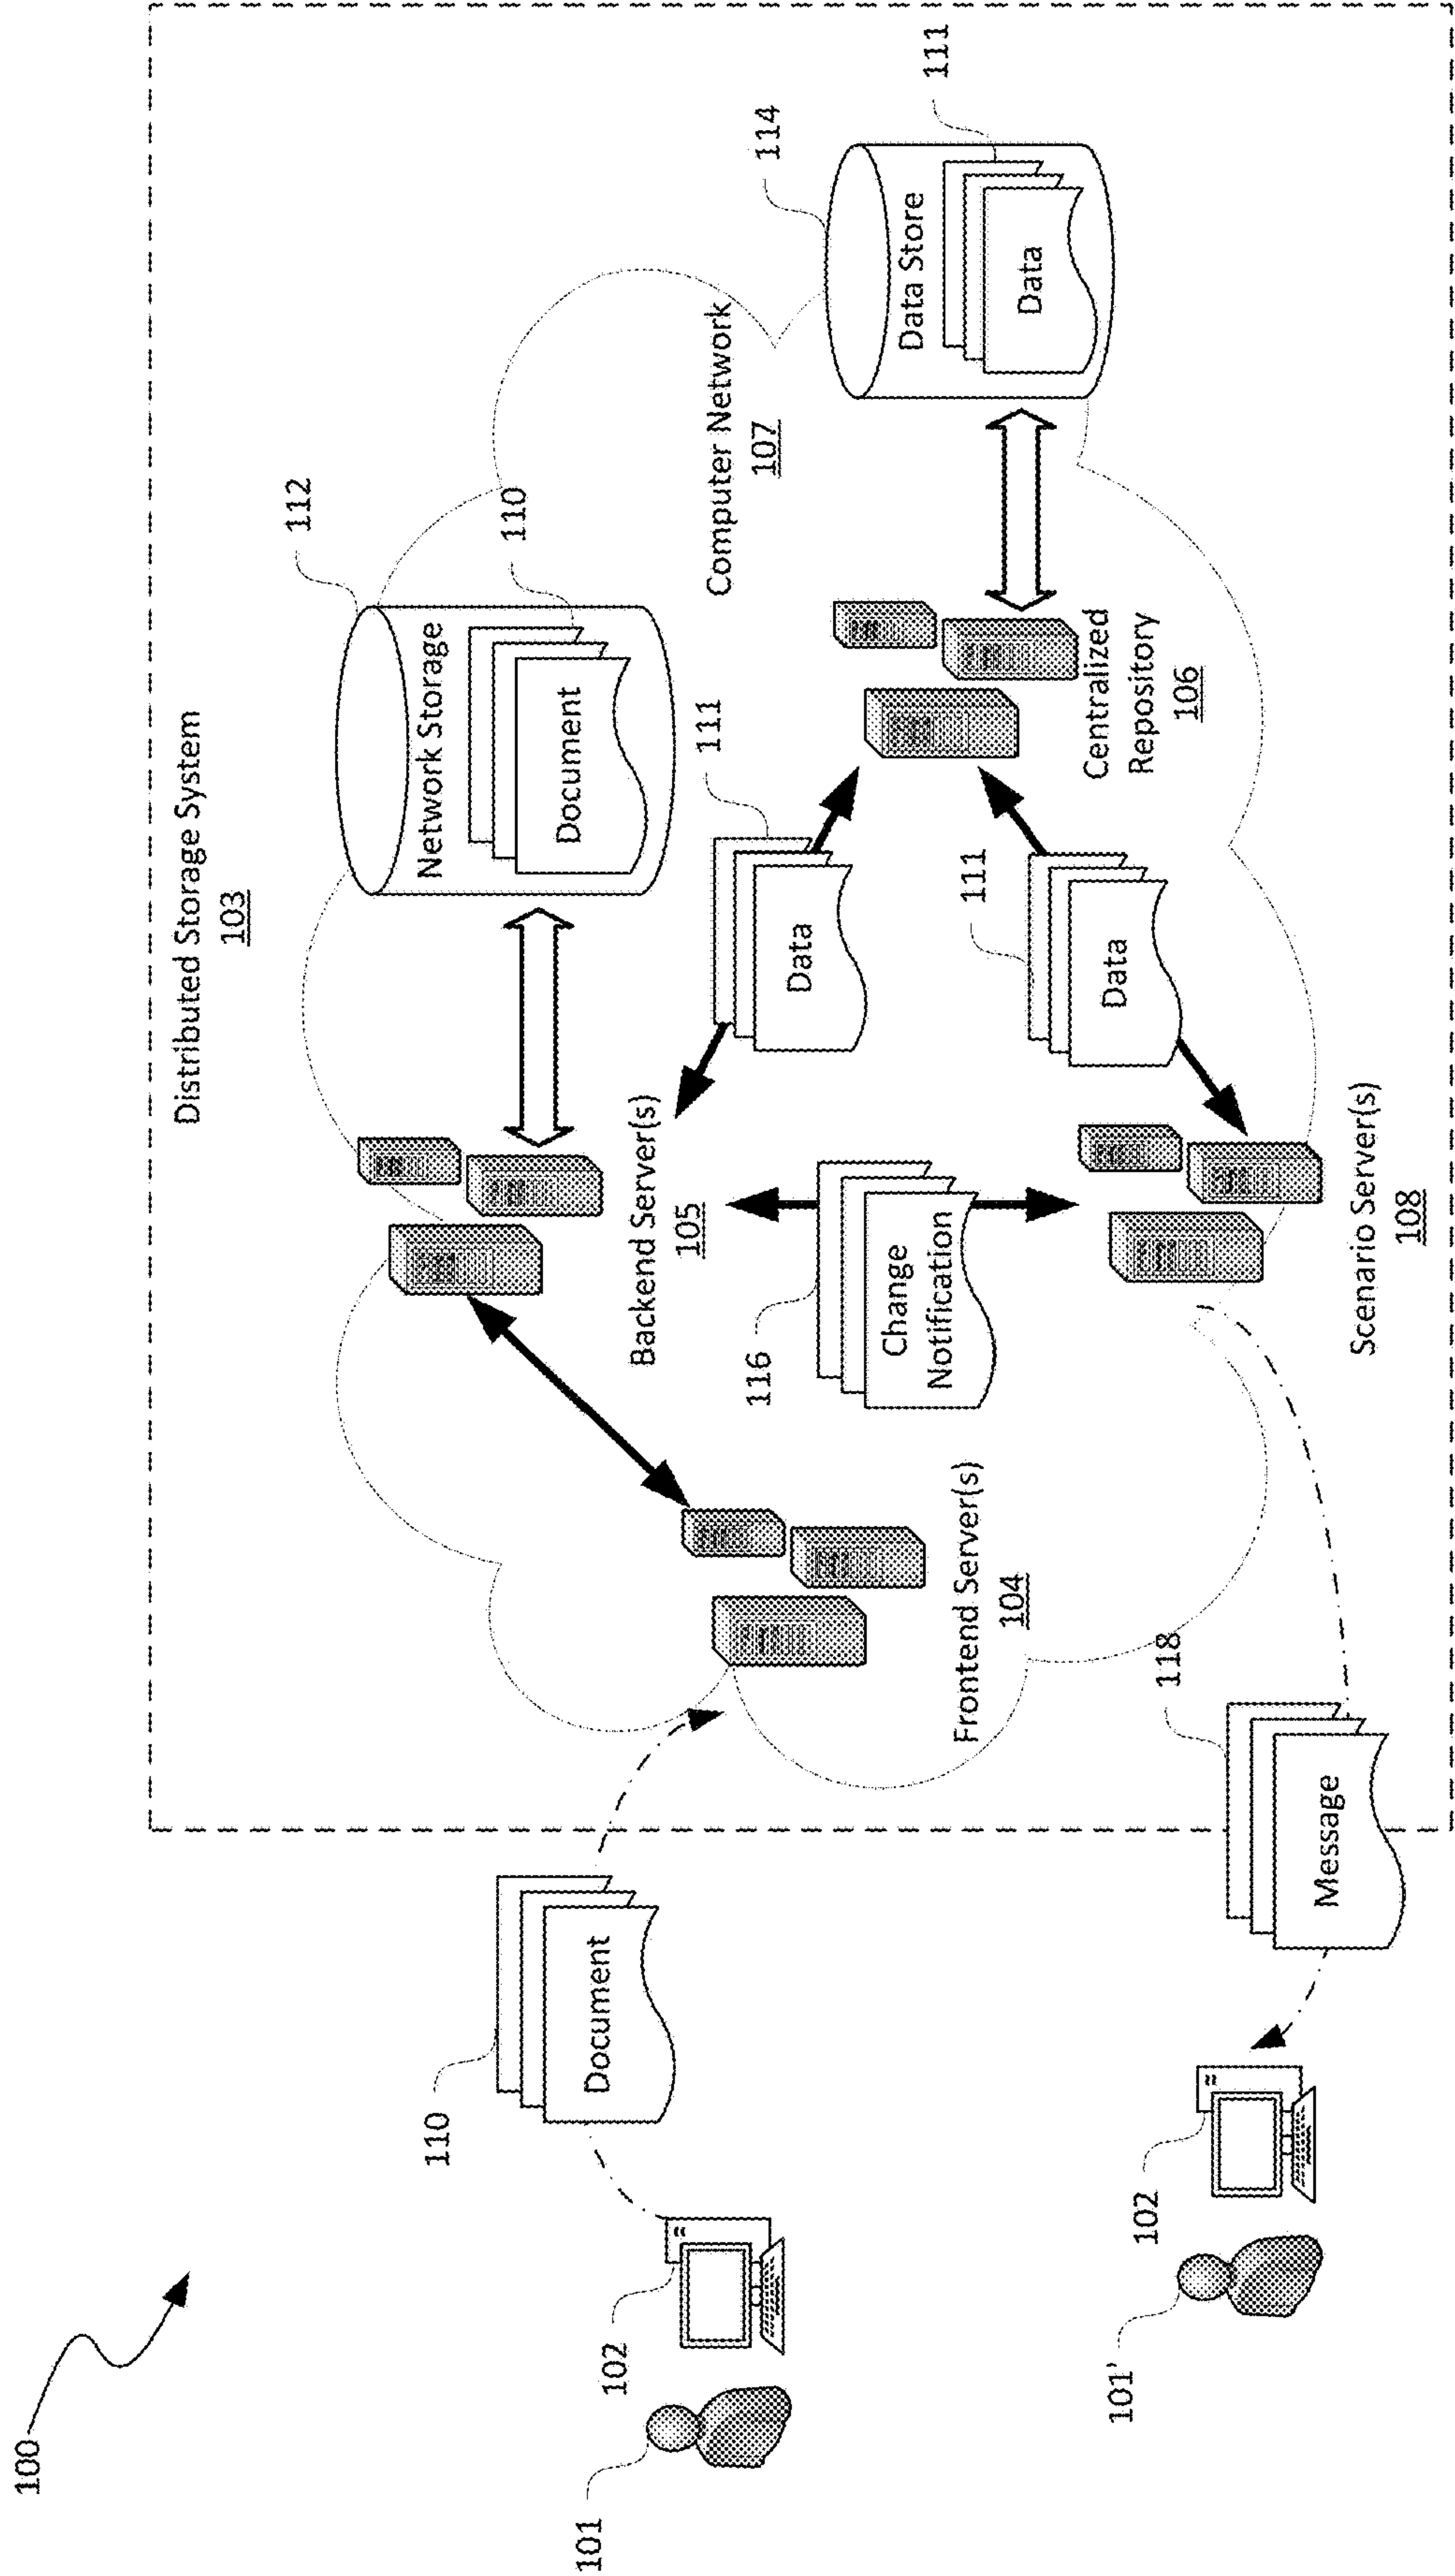 100
Distributed Storage System
103
112
Network Storage
110
Document
Computer Network
107
114
Data Store
111
Data
111
Data
Backend Server(s)
105
Centralized
Repository
106
111
Data
116
Change
Notification
Frontend Server(s)
104
Scenario Server(s)
108
110
Document
102
101
118
Message
102
101'